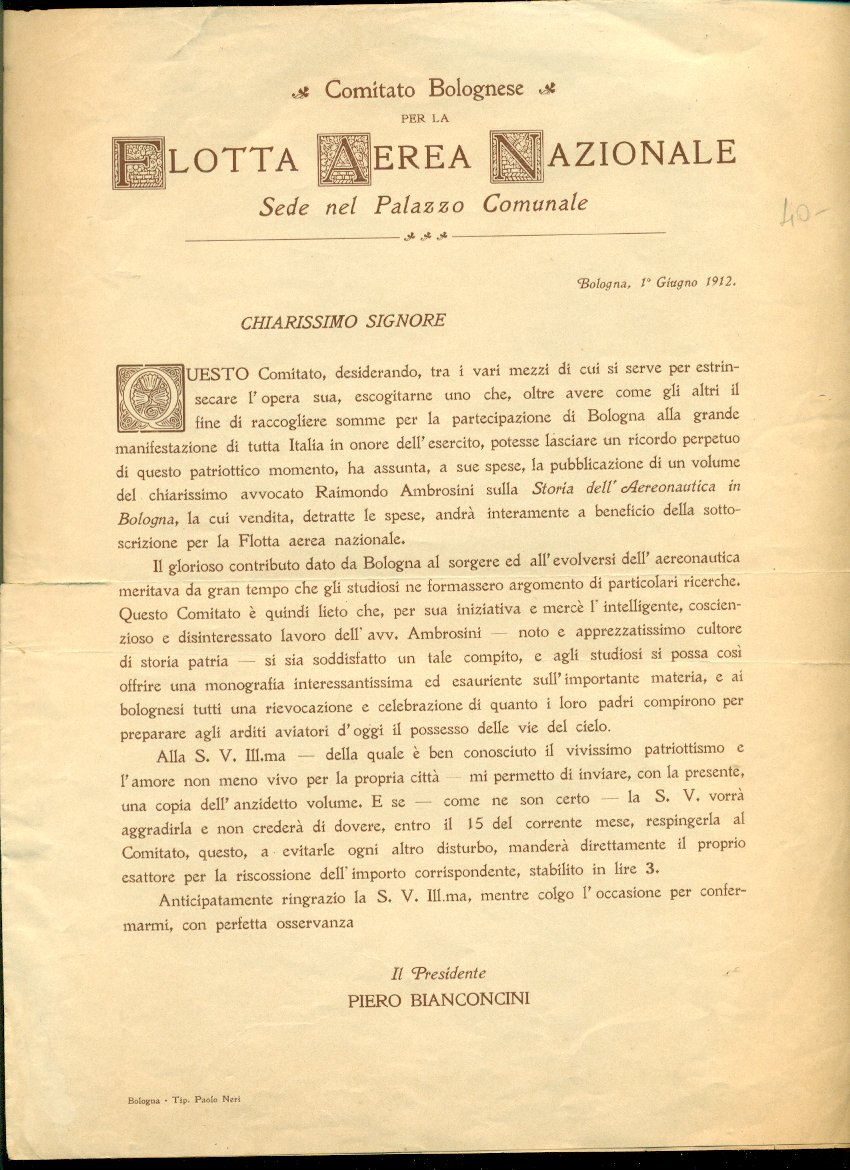 Comitato Bolognese
PER LA
FLOTTA AEREA NAZIONALE
Sede nel Palazzo Comunale
40-
Bologna, 1º Giugno 1912.
CHIARISSIMO SIGNORE
QUESTO Comitato, desiderando, tra i vari mezzi di cui si serve per estrin-
secare l'opera sua, escogitarne uno che, oltre avere come gli altri il
fine di raccogliere somme per la partecipazione di Bologna alla grande
manifestazione di tutta Italia in onore dell'esercito, potesse lasciare un ricordo perpetuo
di questo patriottico momento, ha assunta, a sue spese, la pubblicazione di un volume
del chiarissimo avvocato Raimondo Ambrosini sulla Storia dell'Aereonautica in
Bologna, la cui vendita, detratte le spese, andrà interamente a beneficio della sotto-
scrizione per la Flotta aerea nazionale.
Il glorioso contributo dato da Bologna al sorgere ed all'evolversi dell'aereonautica
meritava da gran tempo che gli studiosi ne formassero argomento di particolari ricerche.
Questo Comitato è quindi lieto che, per sua iniziativa e mercè l'intelligente, coscien-
zioso e disinteressato lavoro dell'avv. Ambrosini — noto e apprezzatissimo cultore
di storia patria — si sia soddisfatto un tale compito, e agli studiosi si possa così
offrire una monografia interessantissima ed esauriente sull'importante materia, e ai
bolognesi tutti una rievocazione e celebrazione di quanto i loro padri compirono per
preparare agli arditi aviatori d'oggi il possesso delle vie del cielo.
Alla S. V. Ill.ma — della quale è ben conosciuto il vivissimo patriottismo e
l'amore non meno vivo per la propria città — mi permetto di inviare, con la presente,
una copia dell'anzidetto volume. E se — come ne son certo — la S. V. vorrà
aggradirla e non crederà di dovere, entro il 15 del corrente mese, respingerla al
Comitato, questo, a evitarle ogni altro disturbo, manderà direttamente il proprio
esattore per la riscossione dell'importo corrispondente, stabilito in lire 3.
Anticipatamente ringrazio la S. V. Ill.ma, mentre colgo l'occasione per confer-
marmi, con perfetta osservanza
Il Presidente
PIERO BIANCONCINI
Bologna - Tip. Paolo Neri